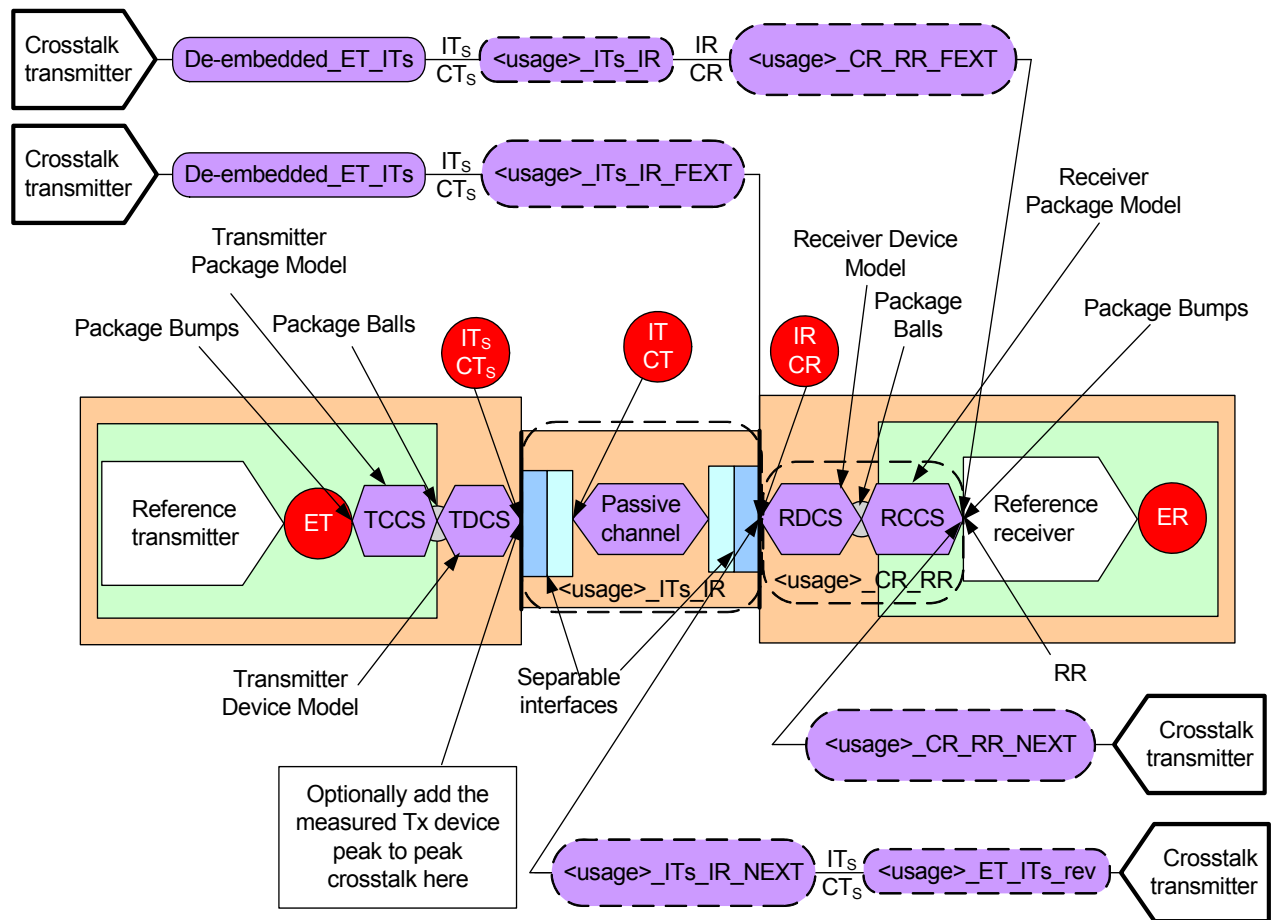 Crosstalk
transmitter
De-embedded_ET_ITs
ITS
CTS
<usage>_ITs_IR
IR
CR
<usage>_CR_RR_FEXT
Crosstalk
transmitter
De-embedded_ET_ITs
ITS
CTS
<usage>_ITs_IR_FEXT
Receiver
Package Model
Transmitter
Package Model
Receiver Device
Model
Package Bumps
Package Balls
Package
Balls
Package Bumps
ITS
CTS
IT
CT
IR
CR
Reference
transmitter
ET
TCCS
TDCS
Passive
channel
RDCS
RCCS
Reference
receiver
ER
<usage>_ITs_IR
<usage>_CR_RR
Transmitter
Device Model
Separable
interfaces
RR
<usage>_CR_RR_NEXT
Crosstalk
transmitter
Optionally add the
measured Tx device
peak to peak
crosstalk here
<usage>_ITs_IR_NEXT
ITS
CTS
<usage>_ET_ITs_rev
Crosstalk
transmitter